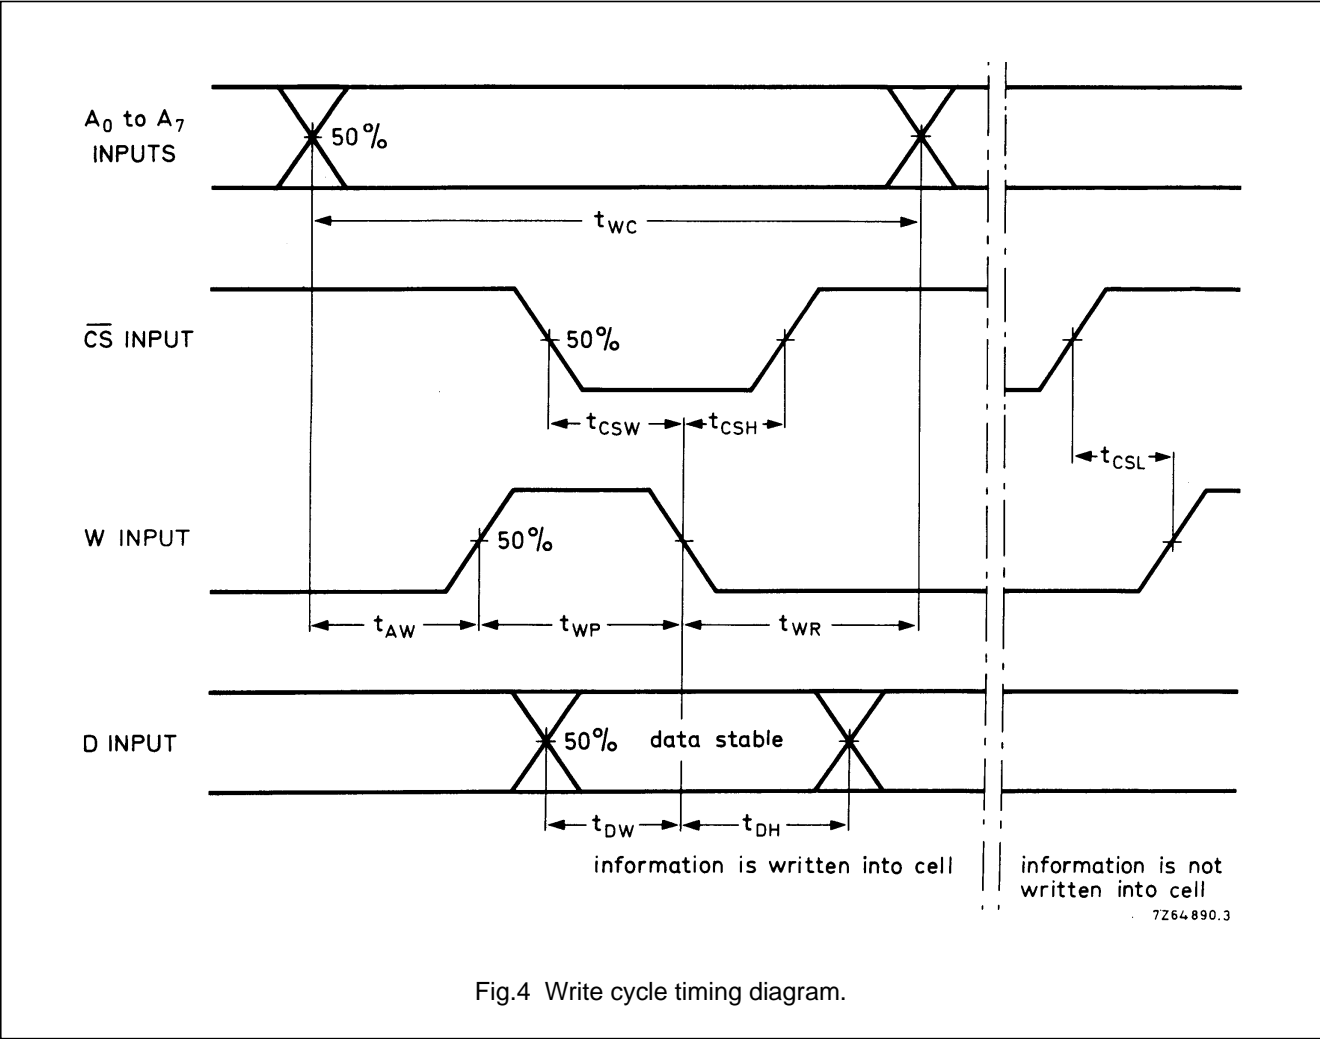 A0 to A7
INPUTS
50%
tWC
CS INPUT
50%
tCSW
tCSH
tCSL
W INPUT
50%
tAW
tWP
tWR
D INPUT
50%
data stable
tDW
tDH
information is written into cell
information is not
written into cell
7Z64890.3
Fig.4 Write cycle timing diagram.